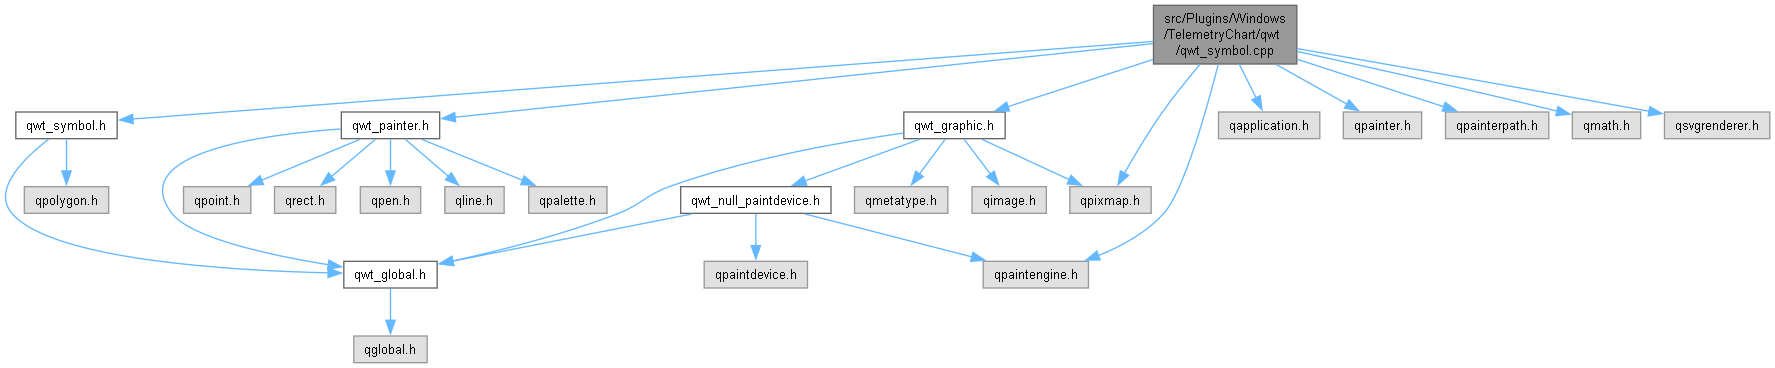 src/Plugins/Windows
/TelemetryChart/qwt
/qwt_symbol.cpp
qwt_symbol.h
qwt_painter.h
qwt_graphic.h
qapplication.h
qpainter.h
qpainterpath.h
qmath.h
qsvgrenderer.h
qpolygon.h
qpoint.h
qrect.h
qpen.h
qline.h
qpalette.h
qwt_null_paintdevice.h
qmetatype.h
qimage.h
qpixmap.h
qwt_global.h
qpaintdevice.h
qpaintengine.h
qglobal.h